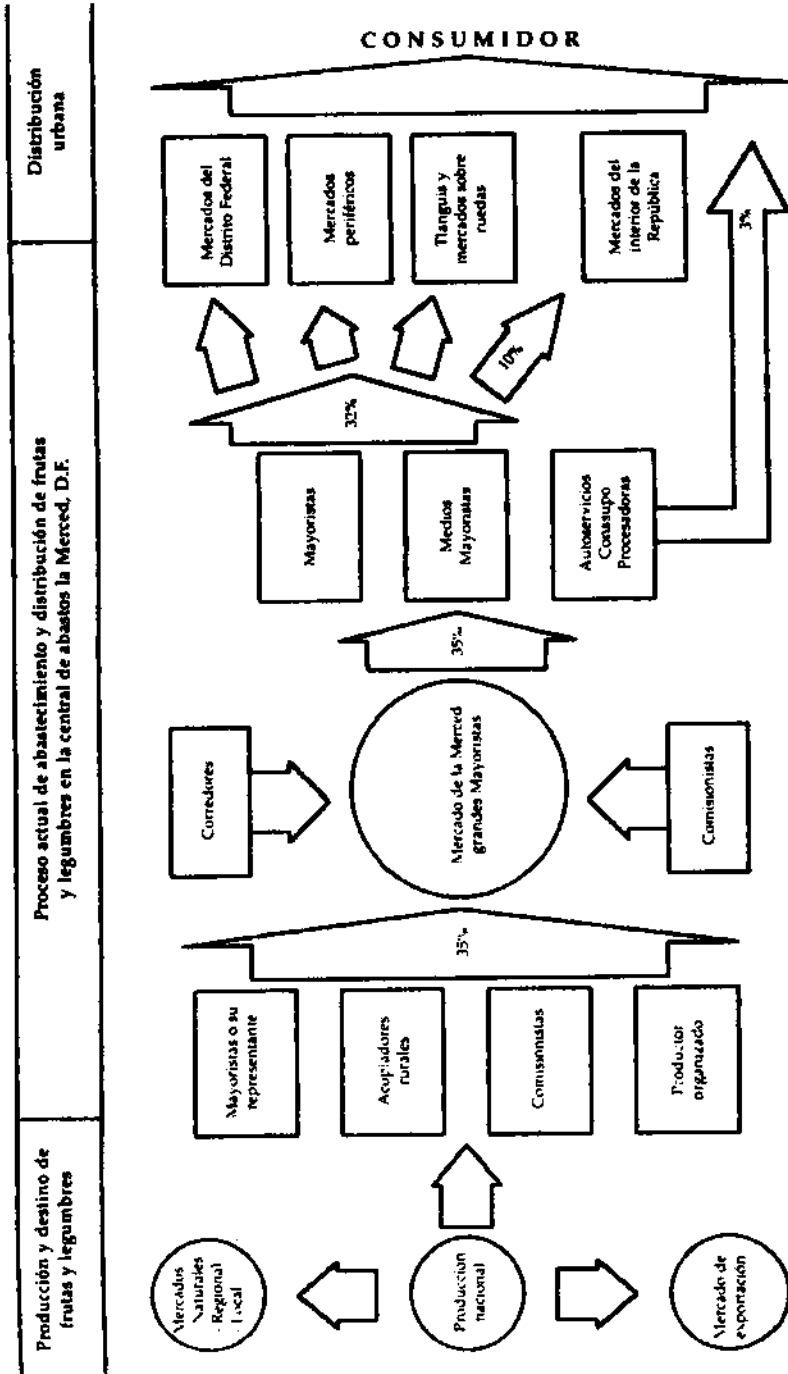 Producción y destino de
frutas y legumbres
Proceso actual de abastecimiento y distribución de frutas
y legumbres en la central de abastos la Merced, D.F.
Distribución
urbana
Mercados
Naturales
- Regional
- Local
Producción
nacional
Mercado de
exportación
Mayoristas o su
representante
Acopiadores
rurales
Comisionistas
Productor
organizado
35%
Corredores
Mercado de la Merced
grandes Mayoristas
Comisionistas
35%
Mayoristas
Medios
Mayoristas
Autoservicios
Conasupo
Procesadoras
32%
10%
3%
Mercados del
Distrito Federal
Mercados
periféricos
Tianguis y
mercados sobre
ruedas
Mercados del
interior de la
República
CONSUMIDOR